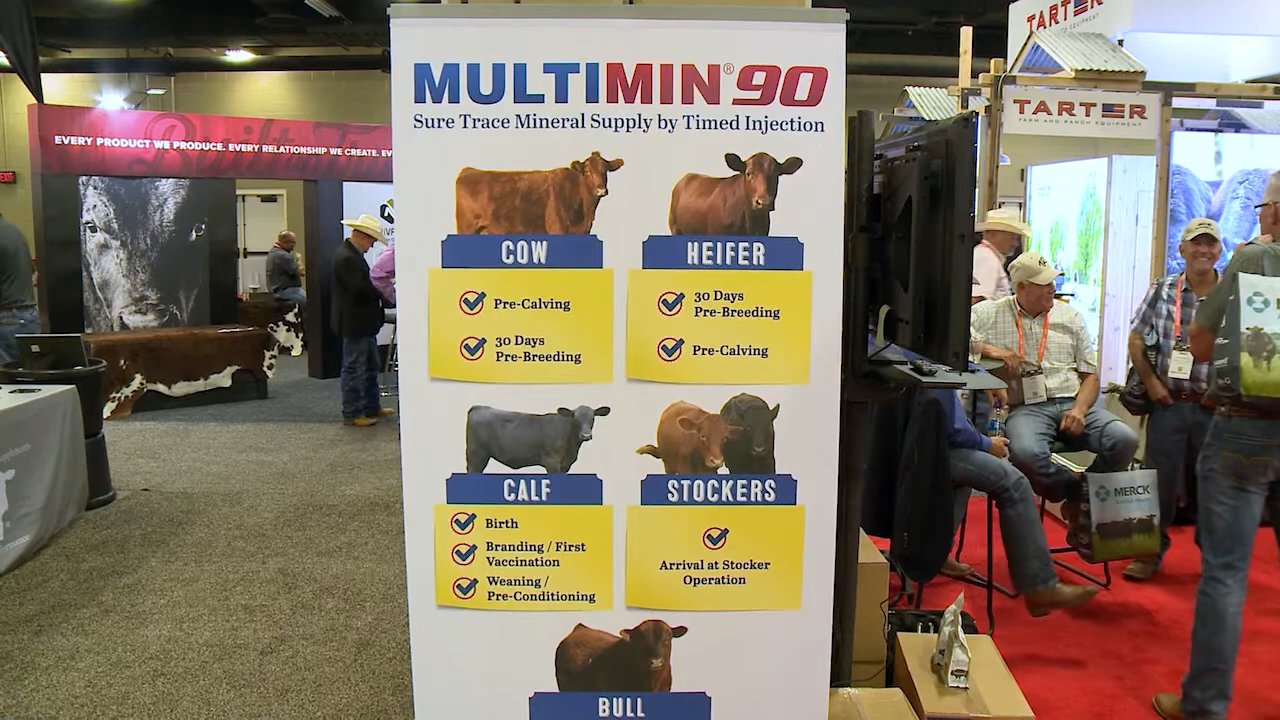 MULTIMIN®90
Sure Trace Mineral Supply by Timed Injection
COW
Pre-Calving
30 Days
Pre-Breeding
HEIFER
30 Days
Pre-Breeding
Pre-Calving
CALF
Birth
Branding / First
Vaccination
Weaning /
Pre-Conditioning
STOCKERS
Arrival at Stocker
Operation
BULL
EVERY PRODUCT WE PRODUCE. EVERY RELATIONSHIP WE CREATE. EV
EXIT
TARTER
TARTER
FARM AND RANCH EQUIPMENT
MERCK